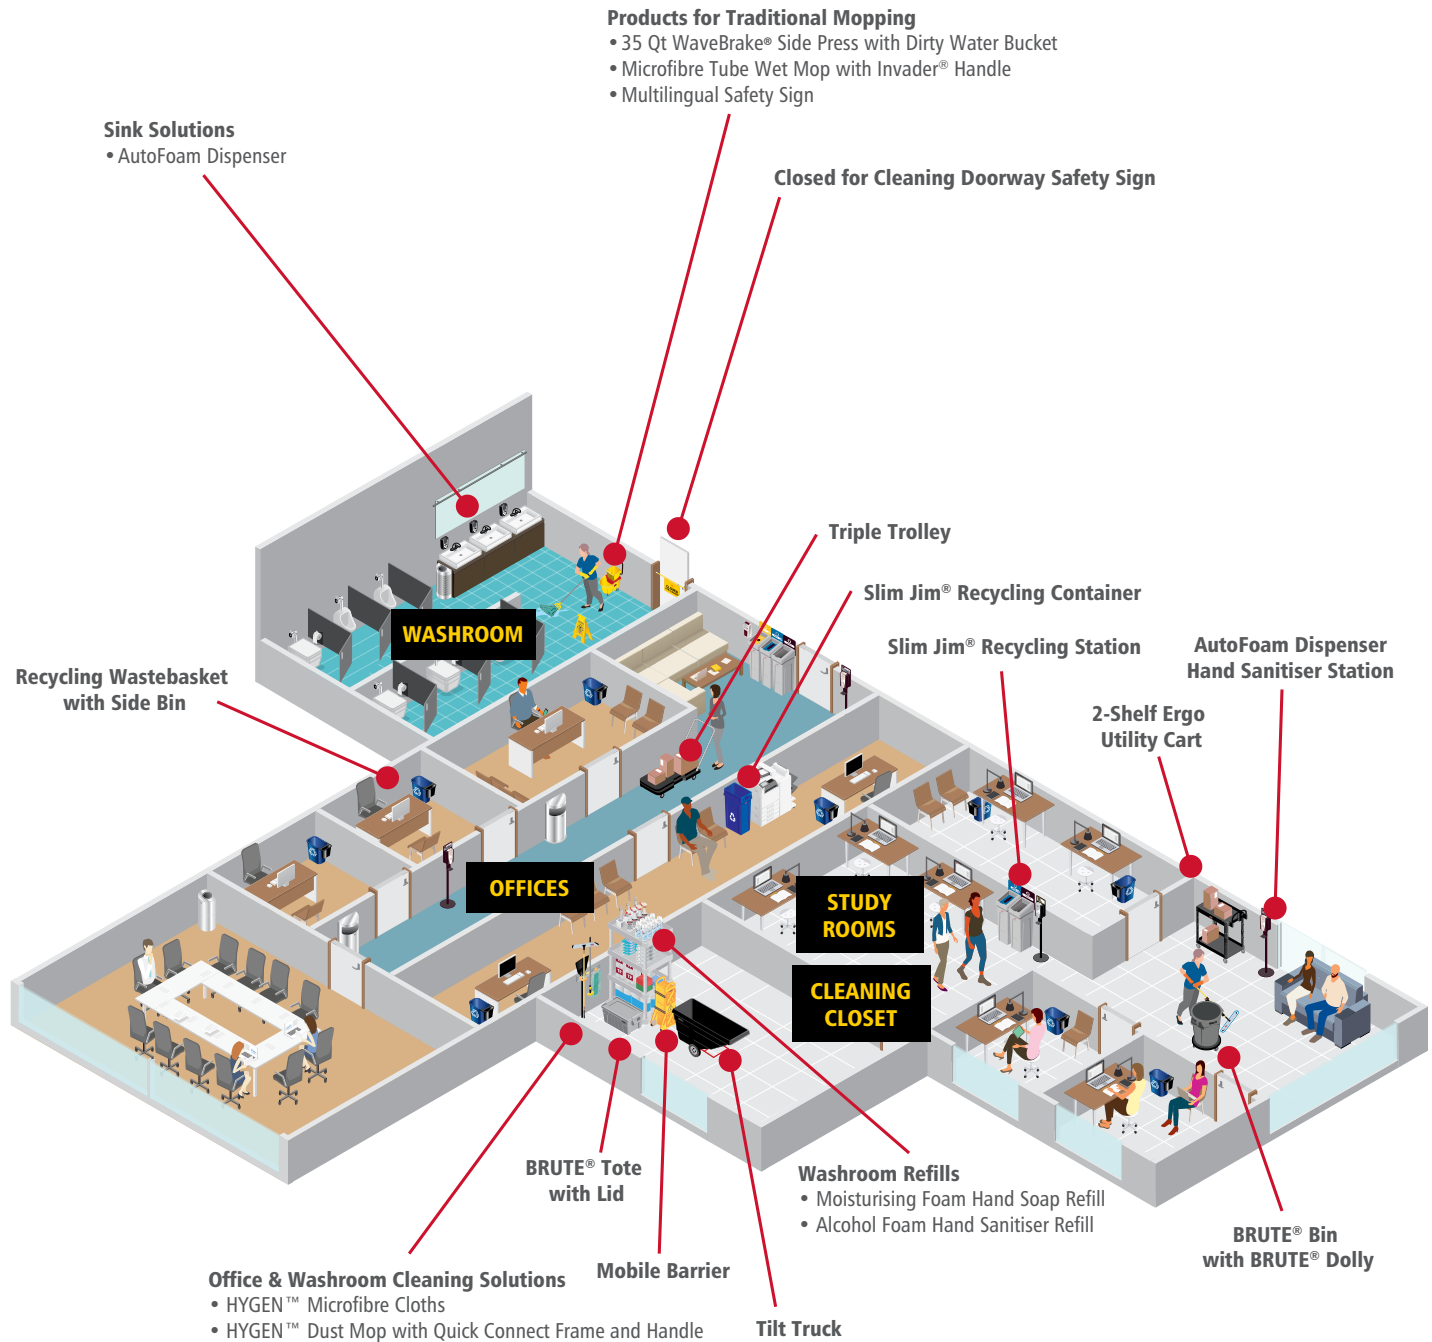 Products for Traditional Mopping
• 35 Qt WaveBrake® Side Press with Dirty Water Bucket
• Microfibre Tube Wet Mop with Invader® Handle
• Multilingual Safety Sign
Sink Solutions
• AutoFoam Dispenser
Closed for Cleaning Doorway Safety Sign
Triple Trolley
Slim Jim® Recycling Container
Slim Jim® Recycling Station
AutoFoam Dispenser
Hand Sanitiser Station
2-Shelf Ergo
Utility Cart
Recycling Wastebasket
with Side Bin
WASHROOM
OFFICES
STUDY
ROOMS
CLEANING
CLOSET
BRUTE® Tote
with Lid
Washroom Refills
• Moisturising Foam Hand Soap Refill
• Alcohol Foam Hand Sanitiser Refill
BRUTE® Bin
with BRUTE® Dolly
Office & Washroom Cleaning Solutions
• HYGEN™ Microfibre Cloths
• HYGEN™ Dust Mop with Quick Connect Frame and Handle
Mobile Barrier
Tilt Truck